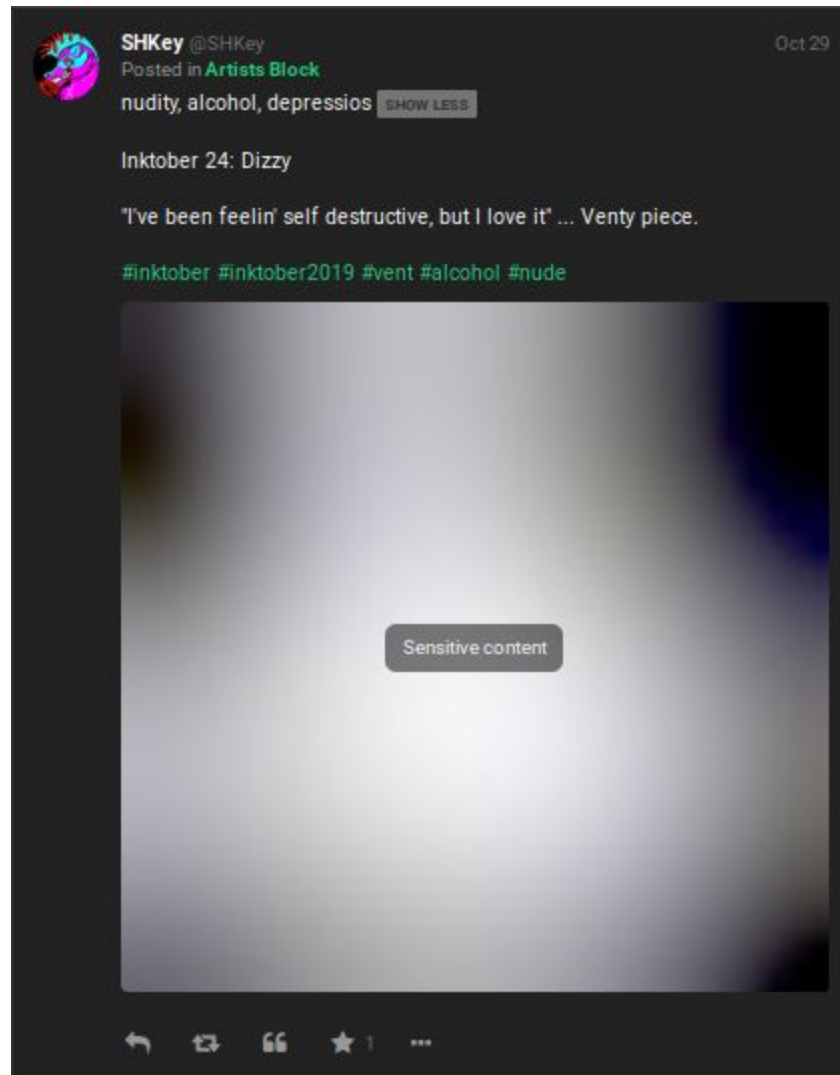 SHKey @SHKey Oct 29
Posted in Artists Block
nudity, alcohol, depressios SHOW LESS
Inktober 24: Dizzy
"I've been feelin' self destructive, but I love it" ... Venty piece.
#inktober #inktober2019 #vent #alcohol #nude
Sensitive content
1